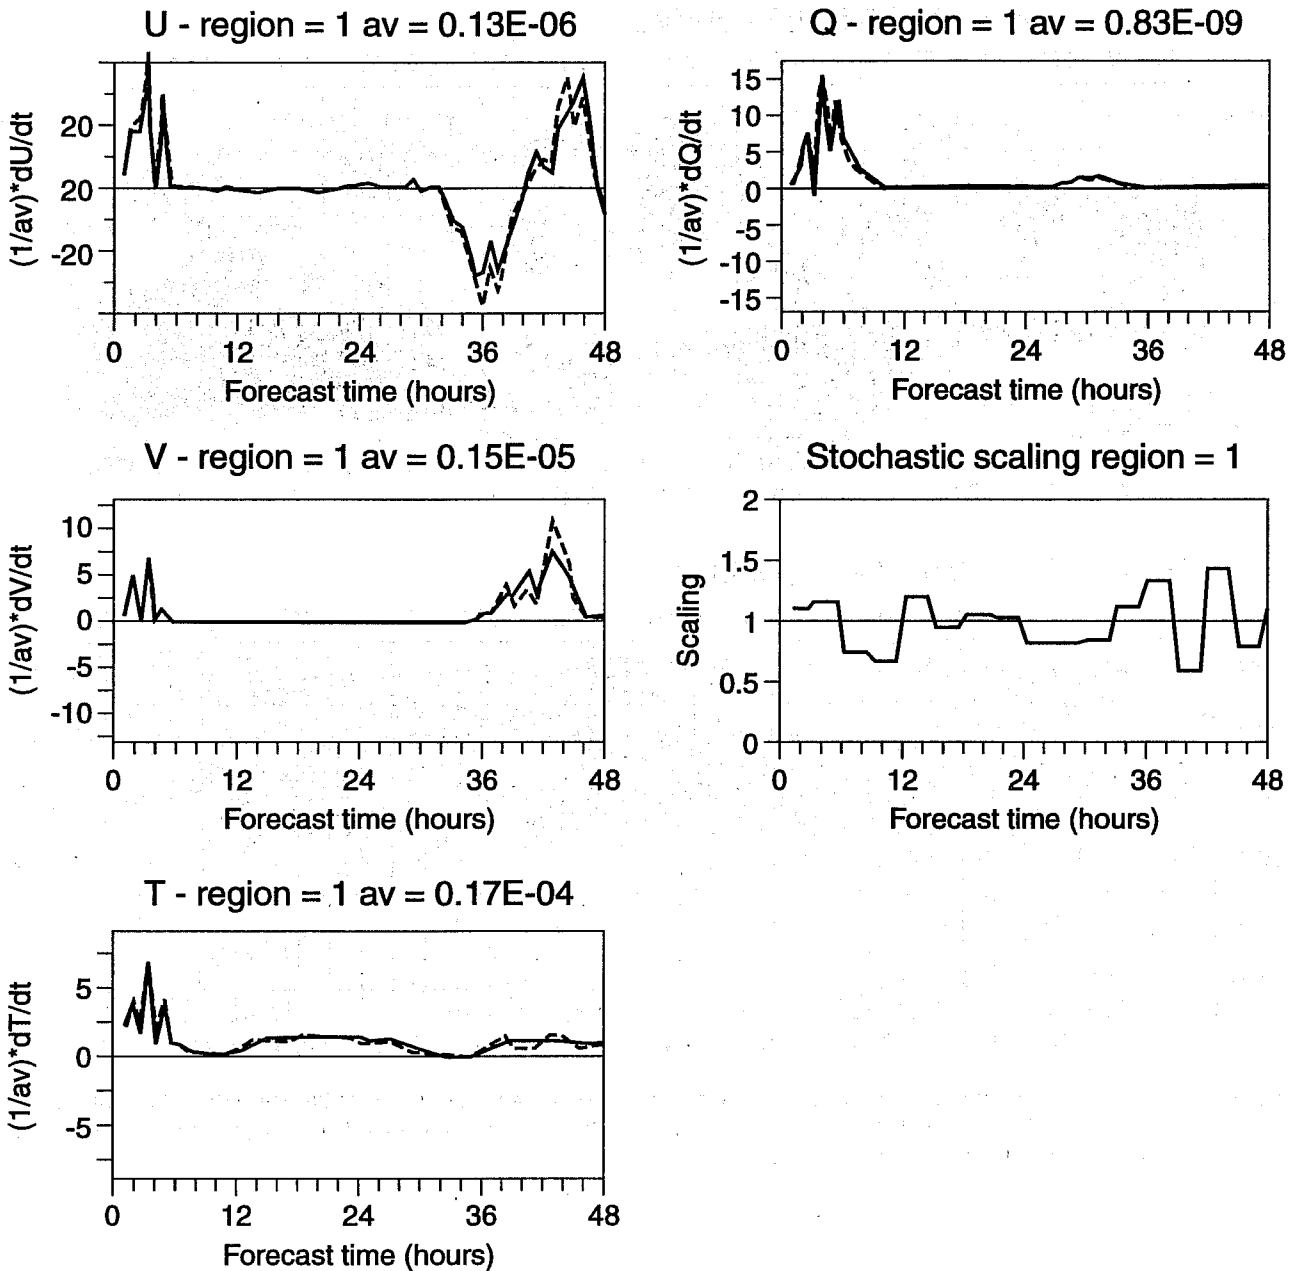 U - region = 1 av = 0.13E-06
(1/av)*dU/dt
20
20
-20
0 12 24 36 48
Forecast time (hours)
Q - region = 1 av = 0.83E-09
(1/av)*dQ/dt
15
10
5
0
-5
-10
-15
0 12 24 36 48
Forecast time (hours)
V - region = 1 av = 0.15E-05
(1/av)*dV/dt
10
5
0
-5
-10
0 12 24 36 48
Forecast time (hours)
Stochastic scaling region = 1
Scaling
2
1.5
1
0.5
0
0 12 24 36 48
Forecast time (hours)
T - region = 1 av = 0.17E-04
(1/av)*dT/dt
5
0
-5
0 12 24 36 48
Forecast time (hours)